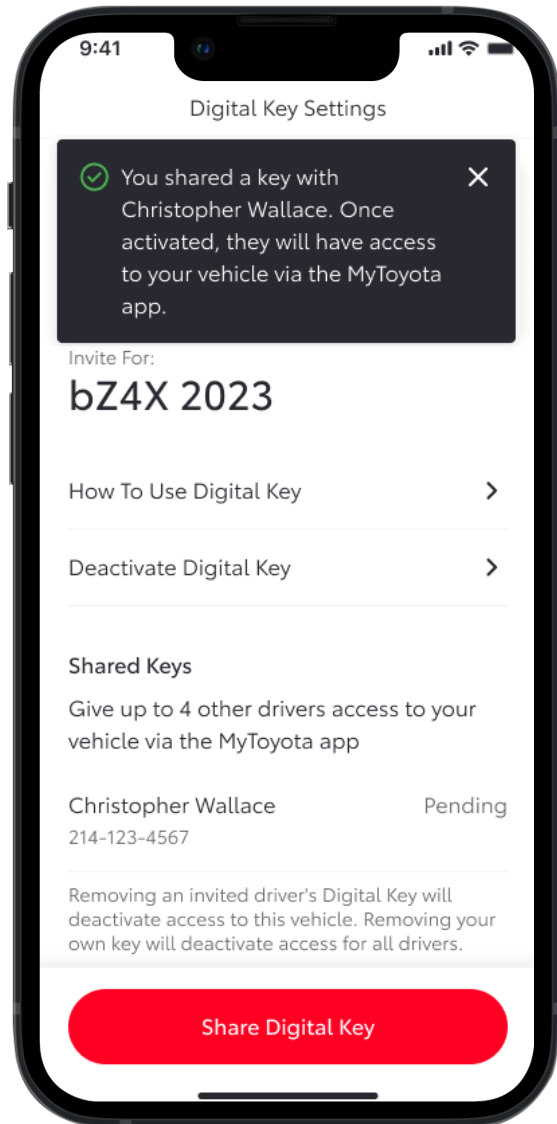 9:41
Digital Key Settings
You shared a key with
Christopher Wallace. Once
activated, they will have access
to your vehicle via the MyToyota
app.
Invite For:
bZ4X 2023
How To Use Digital Key
Deactivate Digital Key
Shared Keys
Give up to 4 other drivers access to your
vehicle via the MyToyota app
Christopher Wallace Pending
214-123-4567
Removing an invited driver's Digital Key will
deactivate access to this vehicle. Removing your
own key will deactivate access for all drivers.
Share Digital Key